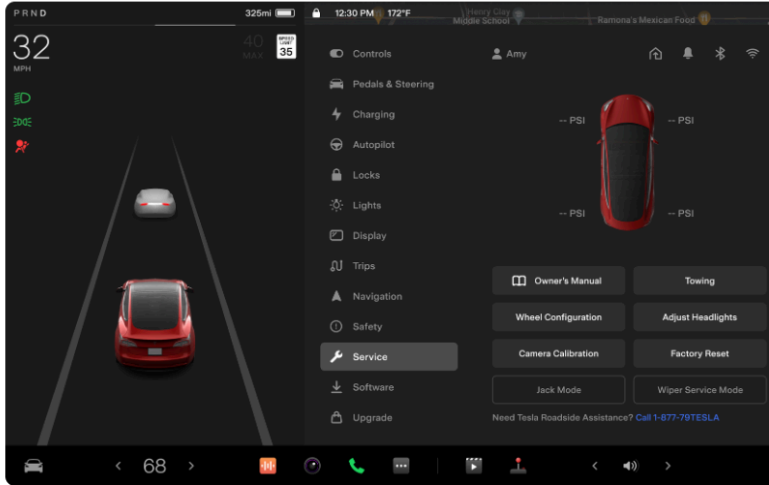 PRND
325mi
12:30 PM
172°F
Henry Clay
Middle School
Ramona's Mexican Food
32
MPH
40
MAX
SPEED
LIMIT
35
Controls
Pedals & Steering
Charging
Autopilot
Locks
Lights
Display
Trips
Navigation
Safety
Service
Software
Upgrade
Amy
-- PSI
-- PSI
-- PSI
-- PSI
Owner's Manual
Towing
Wheel Configuration
Adjust Headlights
Camera Calibration
Factory Reset
Jack Mode
Wiper Service Mode
Need Tesla Roadside Assistance? Call 1-877-79TESLA
68